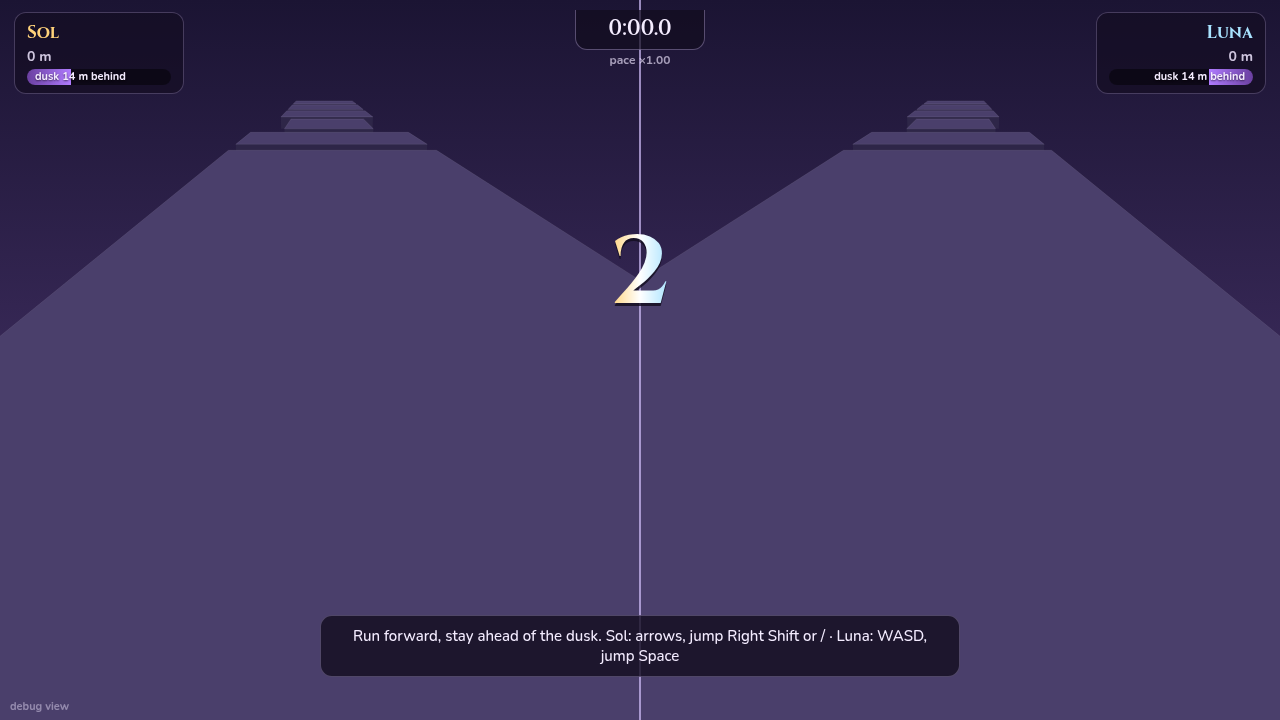 Sol
0 m
dusk 14 m behind
0:00.0
pace ×1.00
Luna
0 m
dusk 14 m behind
2
Run forward, stay ahead of the dusk. Sol: arrows, jump Right Shift or / · Luna: WASD,
jump Space
debug view